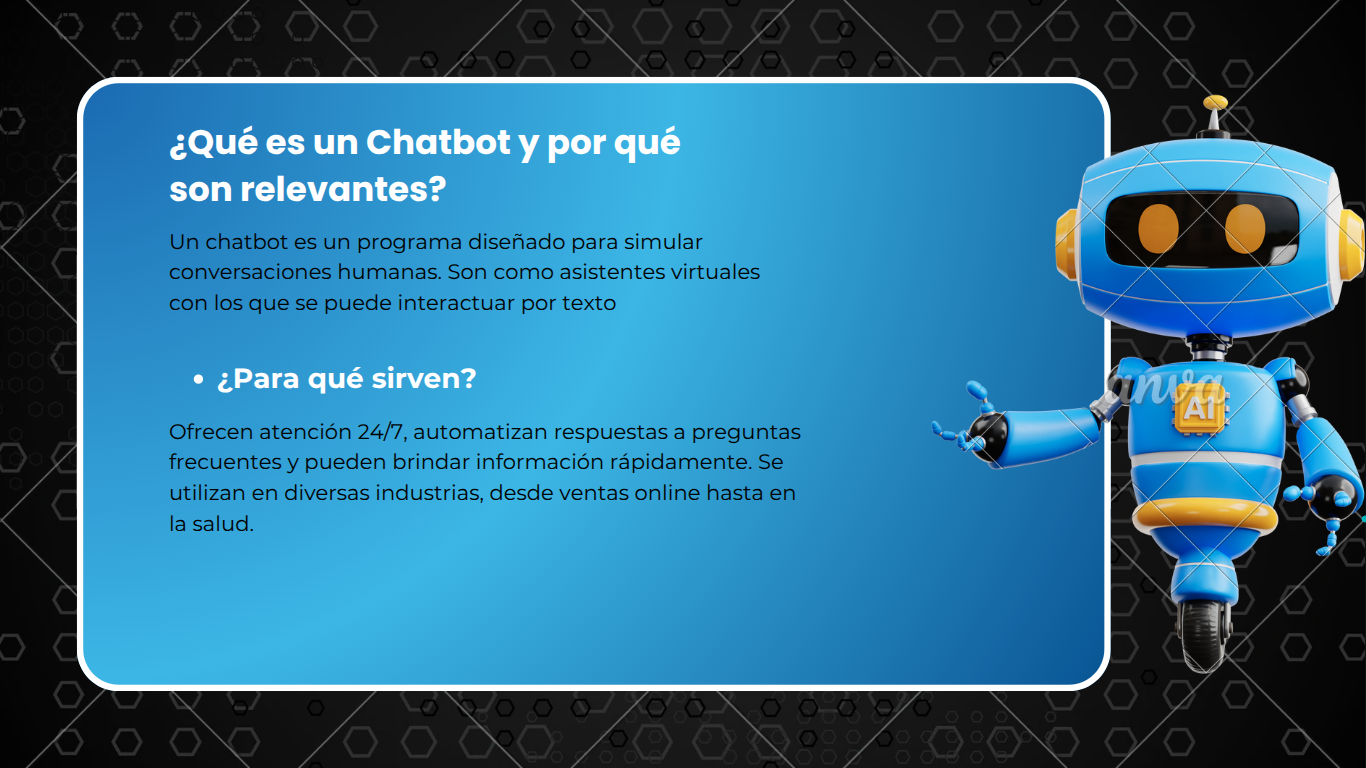 ¿Qué es un Chatbot y por qué
son relevantes?
Un chatbot es un programa diseñado para simular
conversaciones humanas. Son como asistentes virtuales
con los que se puede interactuar por texto
• ¿Para qué sirven?
Ofrecen atención 24/7, automatizan respuestas a preguntas
frecuentes y pueden brindar información rápidamente. Se
utilizan en diversas industrias, desde ventas online hasta en
la salud.
anva
AI